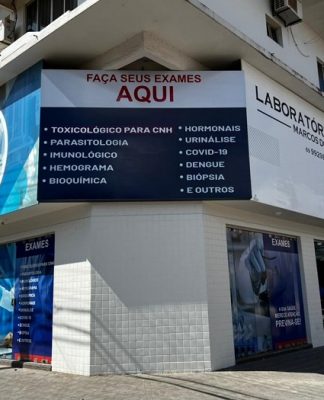 FAÇA SEUS EXAMES
AQUI
• TOXICOLÓGICO PARA CNH
• PARASITOLOGIA
• IMUNOLÓGICO
• HEMOGRAMA
• BIOQUÍMICA
• HORMONAIS
• URINÁLISE
• COVID-19
• DENGUE
• BIÓPSIA
• E OUTROS
LABORATÓR
MARCOS D
EXAMES
EXAMES
PREVINA-SE!